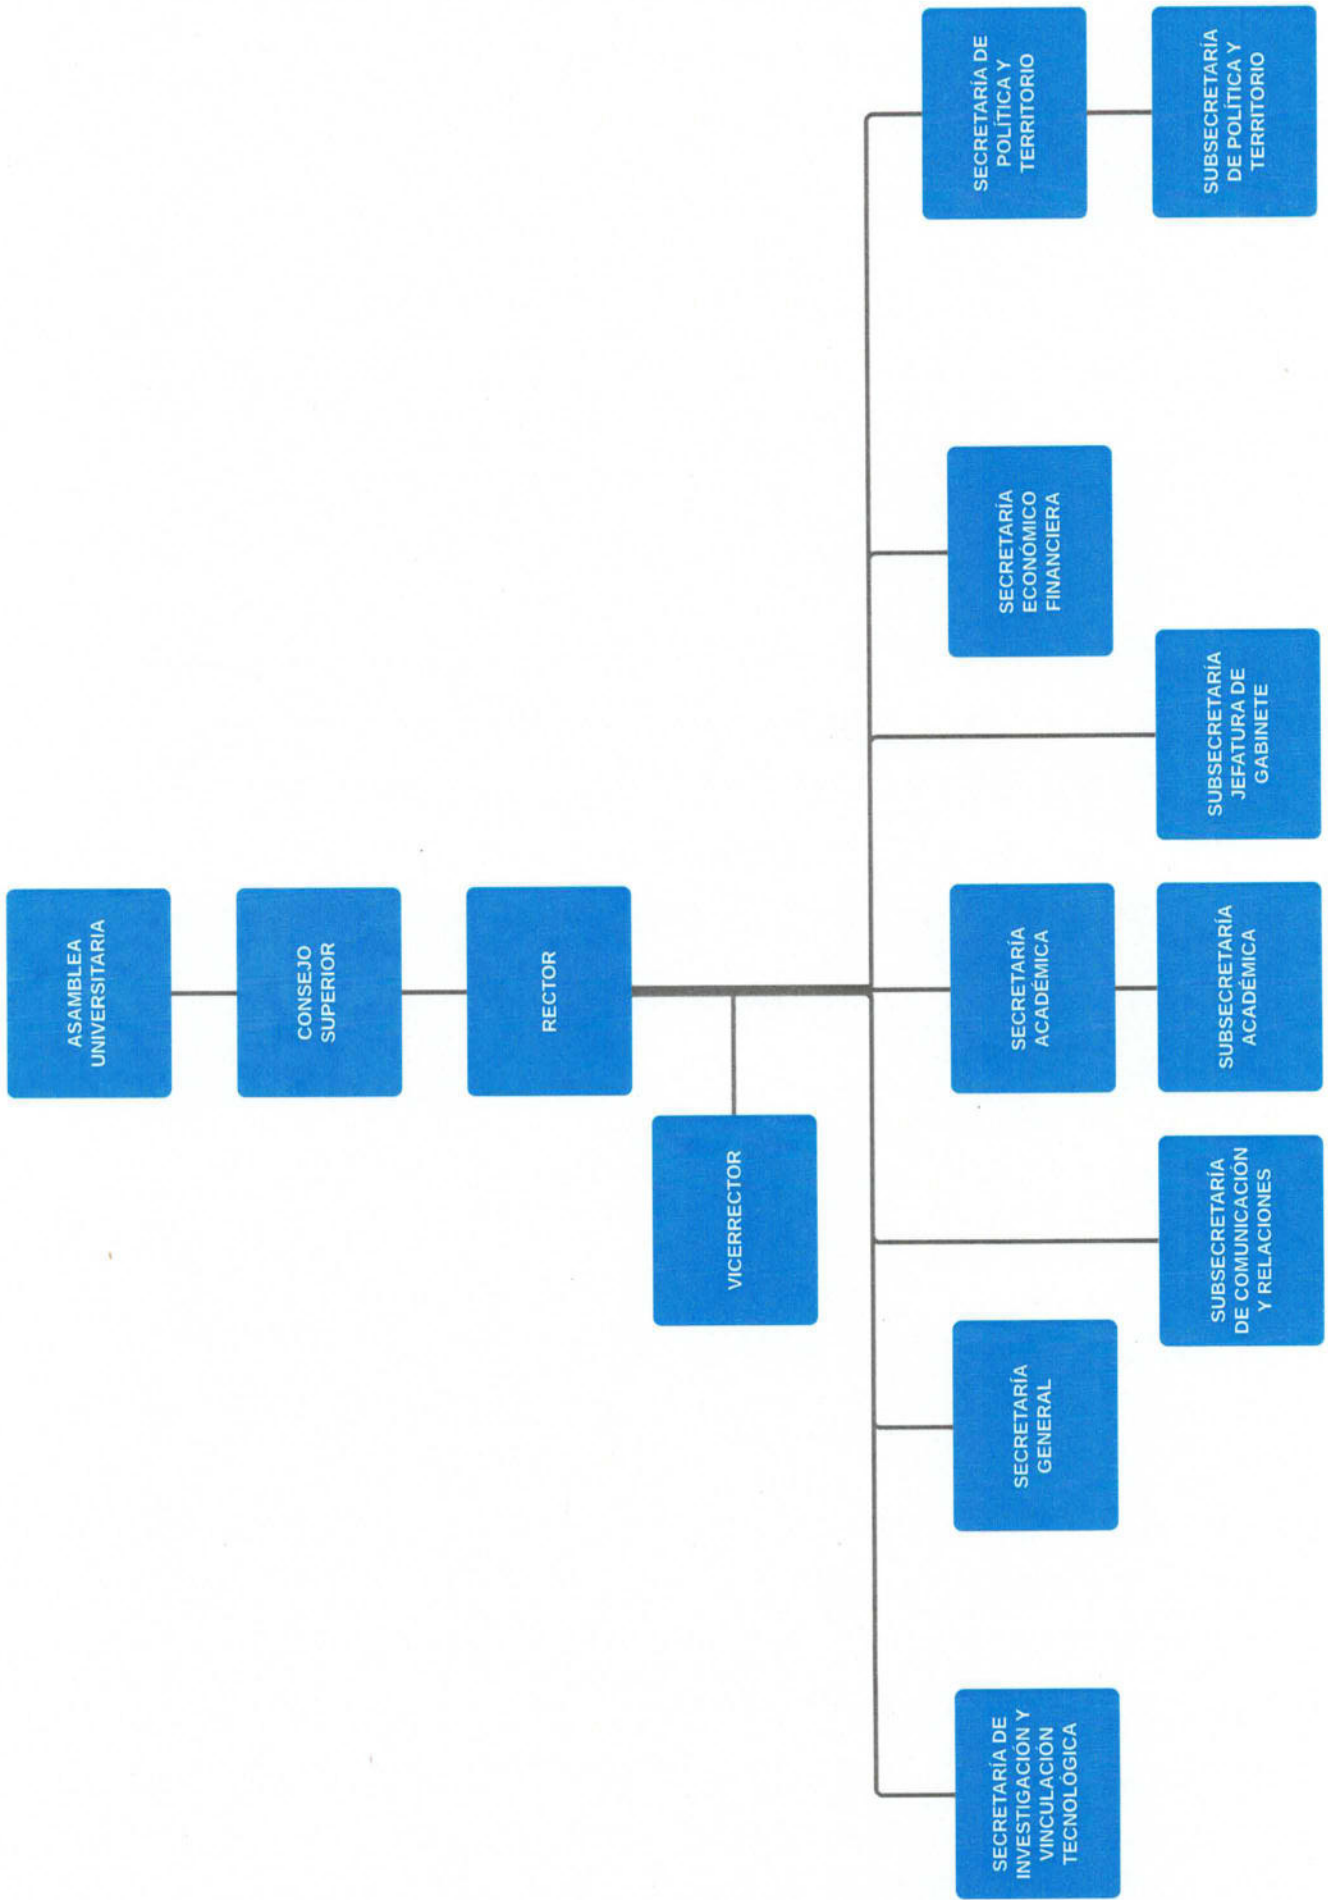 ASAMBLEA
UNIVERSITARIA
CONSEJO
SUPERIOR
RECTOR
VICERRECTOR
SECRETARÍA DE
INVESTIGACIÓN Y
VINCULACIÓN
TECNOLÓGICA
SECRETARÍA
GENERAL
SECRETARÍA
ACADÉMICA
SECRETARÍA
ECONÓMICO
FINANCIERA
SECRETARÍA DE
POLÍTICA Y
TERRITORIO
SUBSECRETARÍA
DE COMUNICACIÓN
Y RELACIONES
SUBSECRETARÍA
ACADÉMICA
SUBSECRETARÍA
JEFATURA DE
GABINETE
SUBSECRETARÍA
DE POLÍTICA Y
TERRITORIO